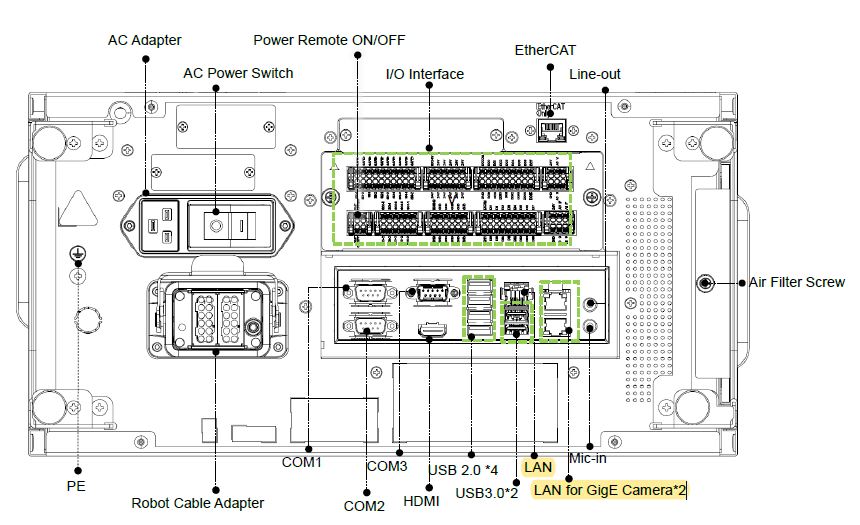 AC Adapter
Power Remote ON/OFF
EtherCAT
AC Power Switch
I/O Interface
Line-out
EtherCAT
Only
Air Filter Screw
COM1
COM3
USB 2.0 *4
LAN
Mic-in
PE
Robot Cable Adapter
COM2
HDMI
USB3.0*2
LAN for GigE Camera*2